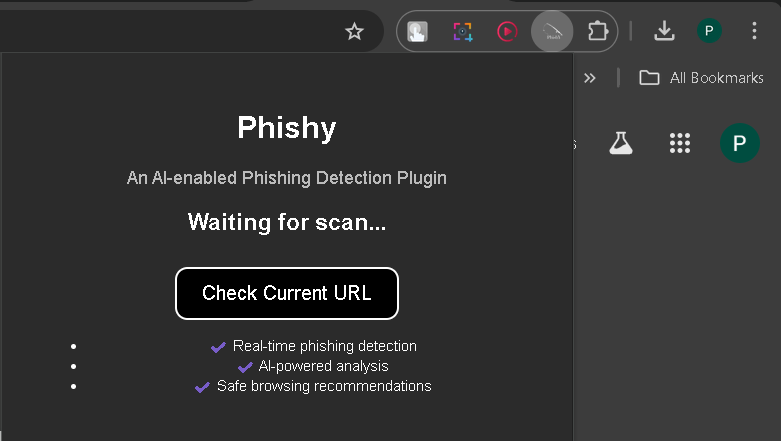 P
All Bookmarks
P
Phishy
An AI-enabled Phishing Detection Plugin
Waiting for scan...
Check Current URL
Real-time phishing detection
AI-powered analysis
Safe browsing recommendations